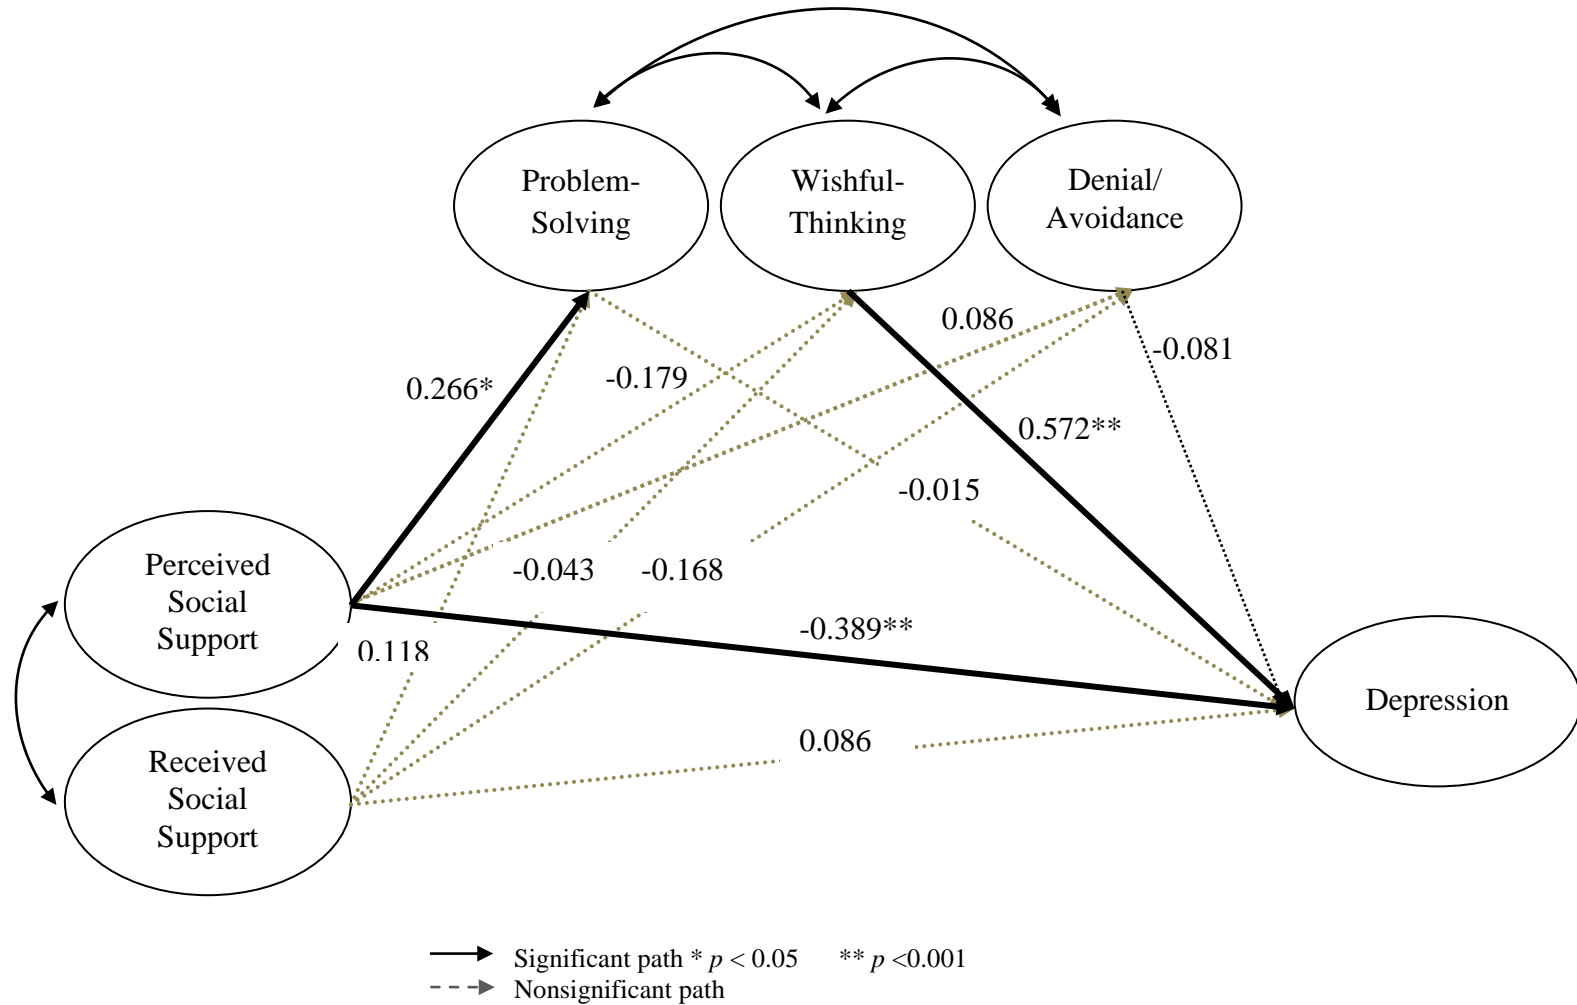 Problem-
Solving
Wishful-
Thinking
Denial/
Avoidance
0.086
-0.081
0.266*
-0.179
0.572**
-0.015
-0.043
-0.168
Perceived
Social
Support
-0.389**
0.118
Depression
0.086
Received
Social
Support
Significant path * p < 0.05 ** p <0.001
Nonsignificant path